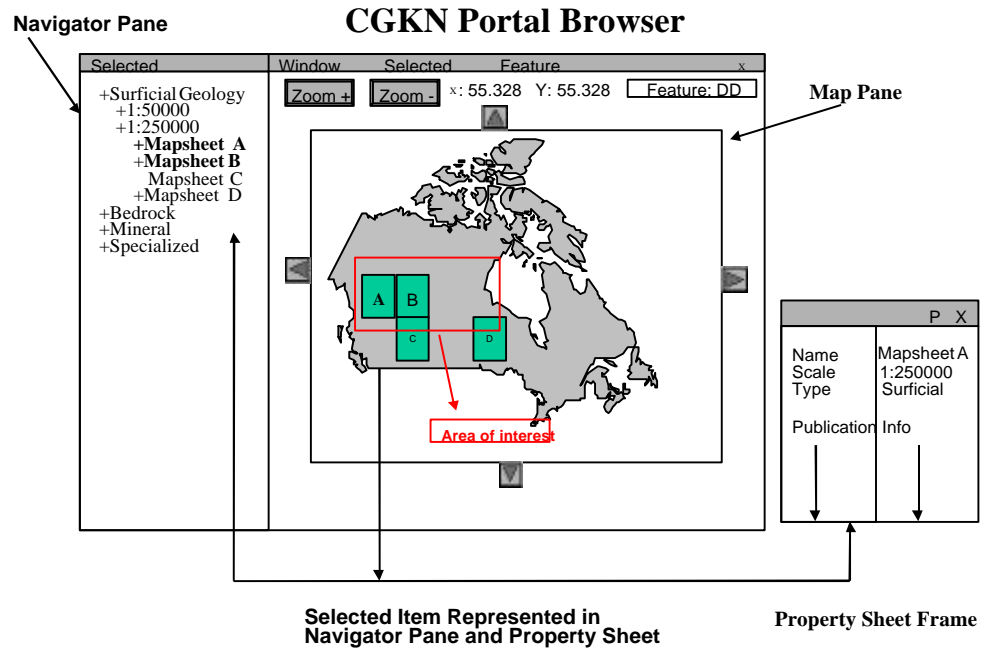 CGKN Portal Browser
Navigator Pane
Selected
Window Selected Feature x
+Surficial Geology
+1:50000
+1:250000
+Mapsheet A
+Mapsheet B
Mapsheet C
+Mapsheet D
+Bedrock
+Mineral
+Specialized
Zoom + Zoom - x: 55.328 Y: 55.328 Feature: DD
Map Pane
A B
C D
Area of interest
P X
Name Mapsheet A
Scale 1:250000
Type Surficial
Publication Info
Selected Item Represented in
Navigator Pane and Property Sheet
Property Sheet Frame